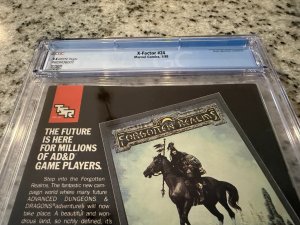 X-Factor #24
Marvel Comics, 1/88
TSR
THE FUTURE
IS HERE
FOR MILLIONS
OF AD&D
GAME PLAYERS.
FORGOTTEN REALMS
Step into the Forgotten
Realms. The fantastic new cam-
paign world where many future
ADVANCED DUNGEONS &
DRAGONS adventures will now
take place. A beautiful and won-
drous land, so richly defined, it's